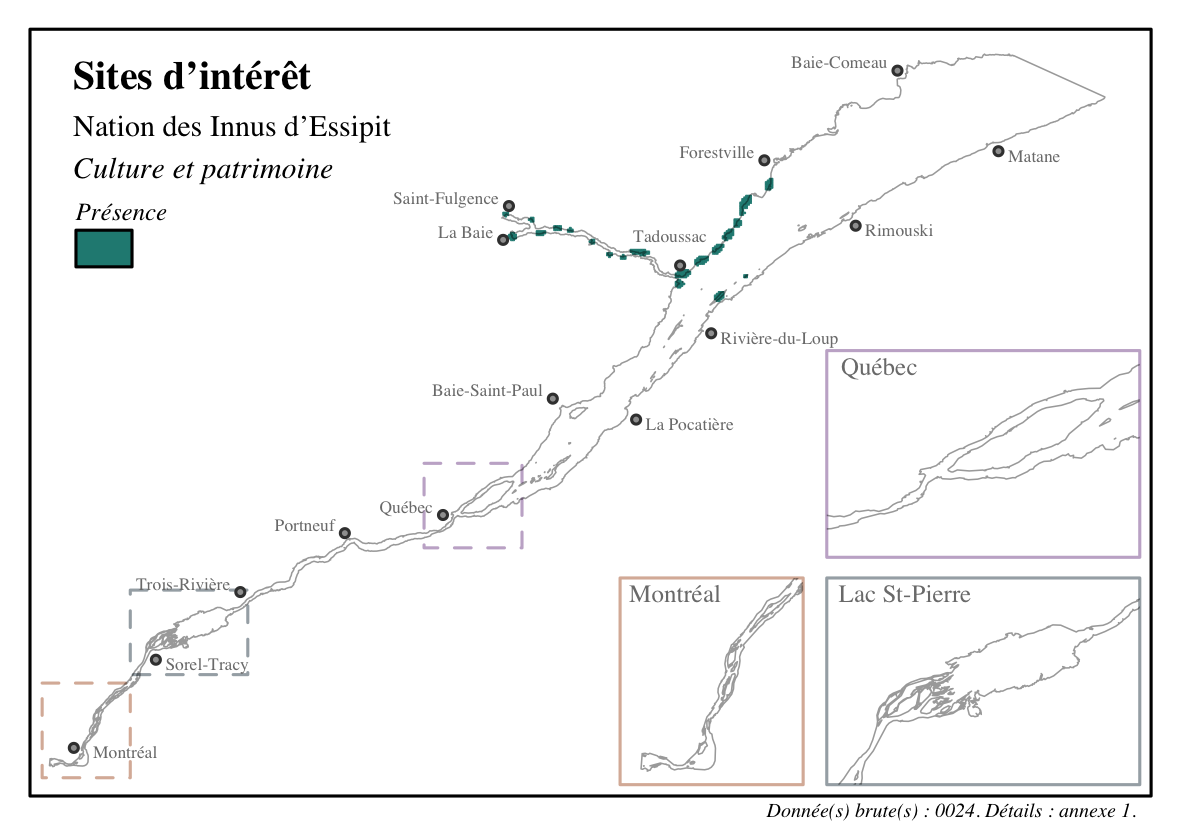 Sites d'intérêt
Nation des Innus d'Essipit
Culture et patrimoine
Présence
Baie-Comeau
Forestville
Matane
Saint-Fulgence
La Baie
Tadoussac
Rimouski
Rivière-du-Loup
Baie-Saint-Paul
La Pocatière
Québec
Portneuf
Trois-Rivière
Sorel-Tracy
Montréal
Québec
Montréal
Lac St-Pierre
Donnée(s) brute(s) : 0024. Détails : annexe 1.